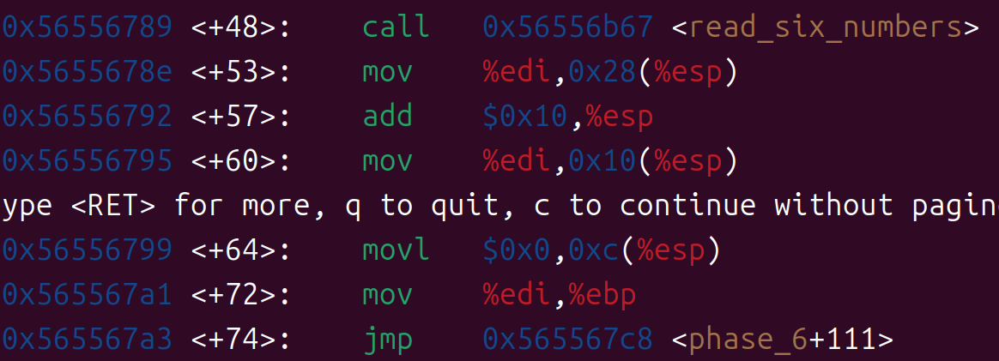 0x56556789 <+48>: call 0x56556b67 <read_six_numbers>
0x5655678e <+53>: mov %edi,0x28(%esp)
0x56556792 <+57>: add $0x10,%esp
0x56556795 <+60>: mov %edi,0x10(%esp)
ype <RET> for more, q to quit, c to continue without pagin
0x56556799 <+64>: movl $0x0,0xc(%esp)
0x565567a1 <+72>: mov %edi,%ebp
0x565567a3 <+74>: jmp 0x565567c8 <phase_6+111>